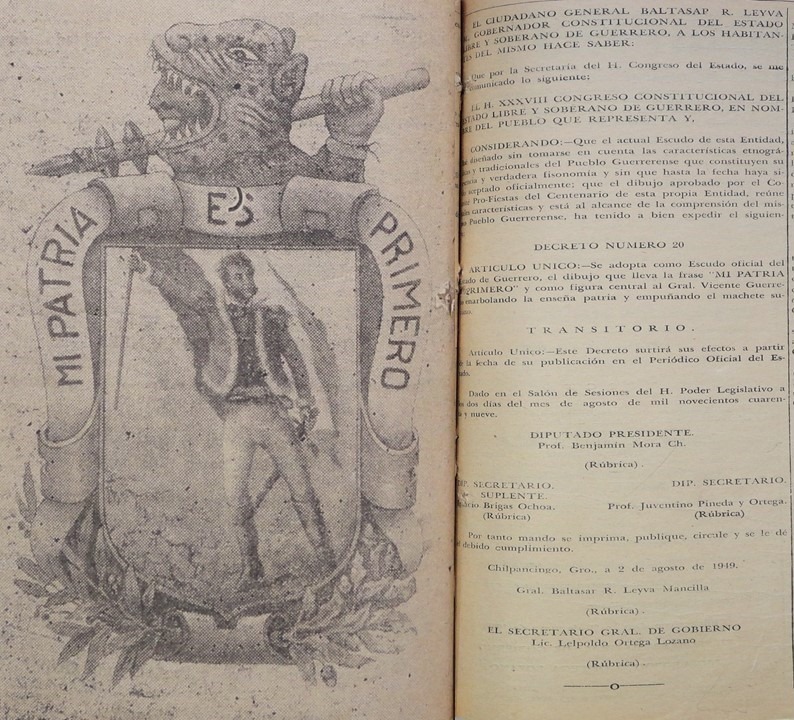 MI PATRIA
ES
PRIMERO
EL CIUDADANO GENERAL BALTASAP R. LEYVA
GOBERNADOR CONSTITUCIONAL DEL ESTADO
LIBRE Y SOBERANO DE GUERRERO, A LOS HABITAN-
DEL MISMO HACE SABER:
Que por la Secretaría del H. Congreso del Estado, se me
comunicado lo siguiente;
EL H. XXXVIII CONGRESO CONSTITUCIONAL DEL
ESTADO LIBRE Y SOBERANO DE GUERRERO, EN NOM-
BRE DEL PUEBLO QUE REPRESENTA Y,
CONSIDERANDO:—Que el actual Escudo de esta Entidad,
diseñado sin tomarse en cuenta las características etnográ-
y tradicionales del Pueblo Guerrerense que constituyen su
y verdadera fisonomía y sin que hasta la fecha haya si-
aceptado oficialmente; que el dibujo aprobado por el Co-
Pro-Fiestas del Centenario de esta propia Entidad, reúne
características y está al alcance de la comprensión del mis-
Pueblo Guerrerense, ha tenido a bien expedir el siguien-
DECRETO NUMERO 20
ARTICULO UNICO:—Se adopta como Escudo oficial del
de Guerrero, el dibujo que lleva la frase "MI PATRIA
PRIMERO" y como figura central al Gral. Vicente Guerre-
enarbolando la enseña patria y empuñando el machete su-
TRANSITORIO.
Artículo Unico:—Este Decreto surtirá sus efectos a partir
la fecha de su publicación en el Periódico Oficial del Es-
Dado en el Salón de Sesiones del H. Poder Legislativo a
dos días del mes de agosto de mil novecientos cuaren-
y nueve.
DIPUTADO PRESIDENTE.
Prof. Benjamín Mora Ch.
(Rúbrica).
DIP. SECRETARIO.
SUPLENTE.
Brigas Ochoa.
(Rúbrica)
DIP. SECRETARIO.
Prof. Juventino Pineda y Ortega.
(Rúbrica)
Por tanto mando se imprima, publique, circule y se le dé
debido cumplimiento.
Chilpancingo, Gro., a 2 de agosto de 1949.
Gral. Baltasar R. Leyva Mancilla
(Rúbrica).
EL SECRETARIO GRAL. DE GOBIERNO
Lic. Lelpoldo Ortega Lozano
(Rúbrica).